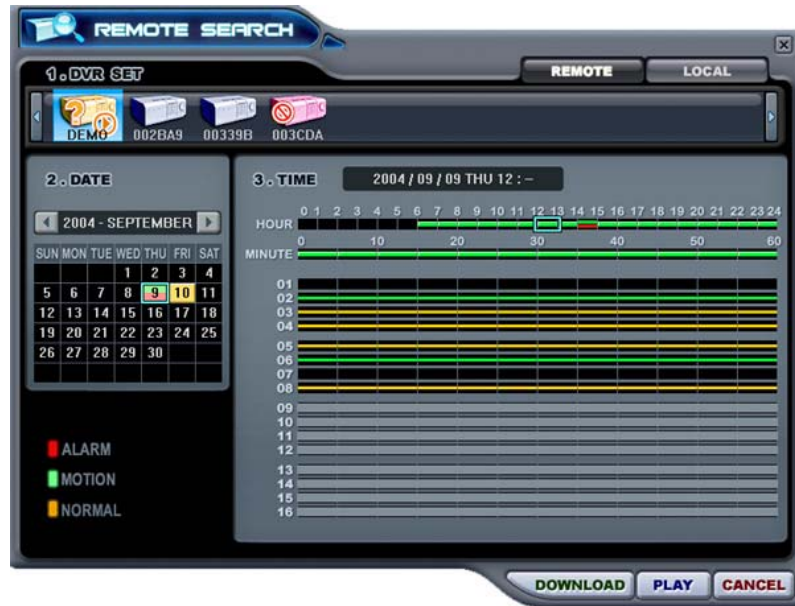 REMOTE SEARCH
1. DVR SET
REMOTE LOCAL
DEMO 002BA9 00339B 003CDA
2. DATE
2004 - SEPTEMBER
SUN MON TUE WED THU FRI SAT
1 2 3 4
5 6 7 8 9 10 11
12 13 14 15 16 17 18
19 20 21 22 23 24 25
26 27 28 29 30
ALARM
MOTION
NORMAL
3. TIME 2004 / 09 / 09 THU 12 : –
0 1 2 3 4 5 6 7 8 9 10 11 12 13 14 15 16 17 18 19 20 21 22 23 24
HOUR
0 10 20 30 40 50 60
MINUTE
01
02
03
04
05
06
07
08
09
10
11
12
13
14
15
16
DOWNLOAD PLAY CANCEL